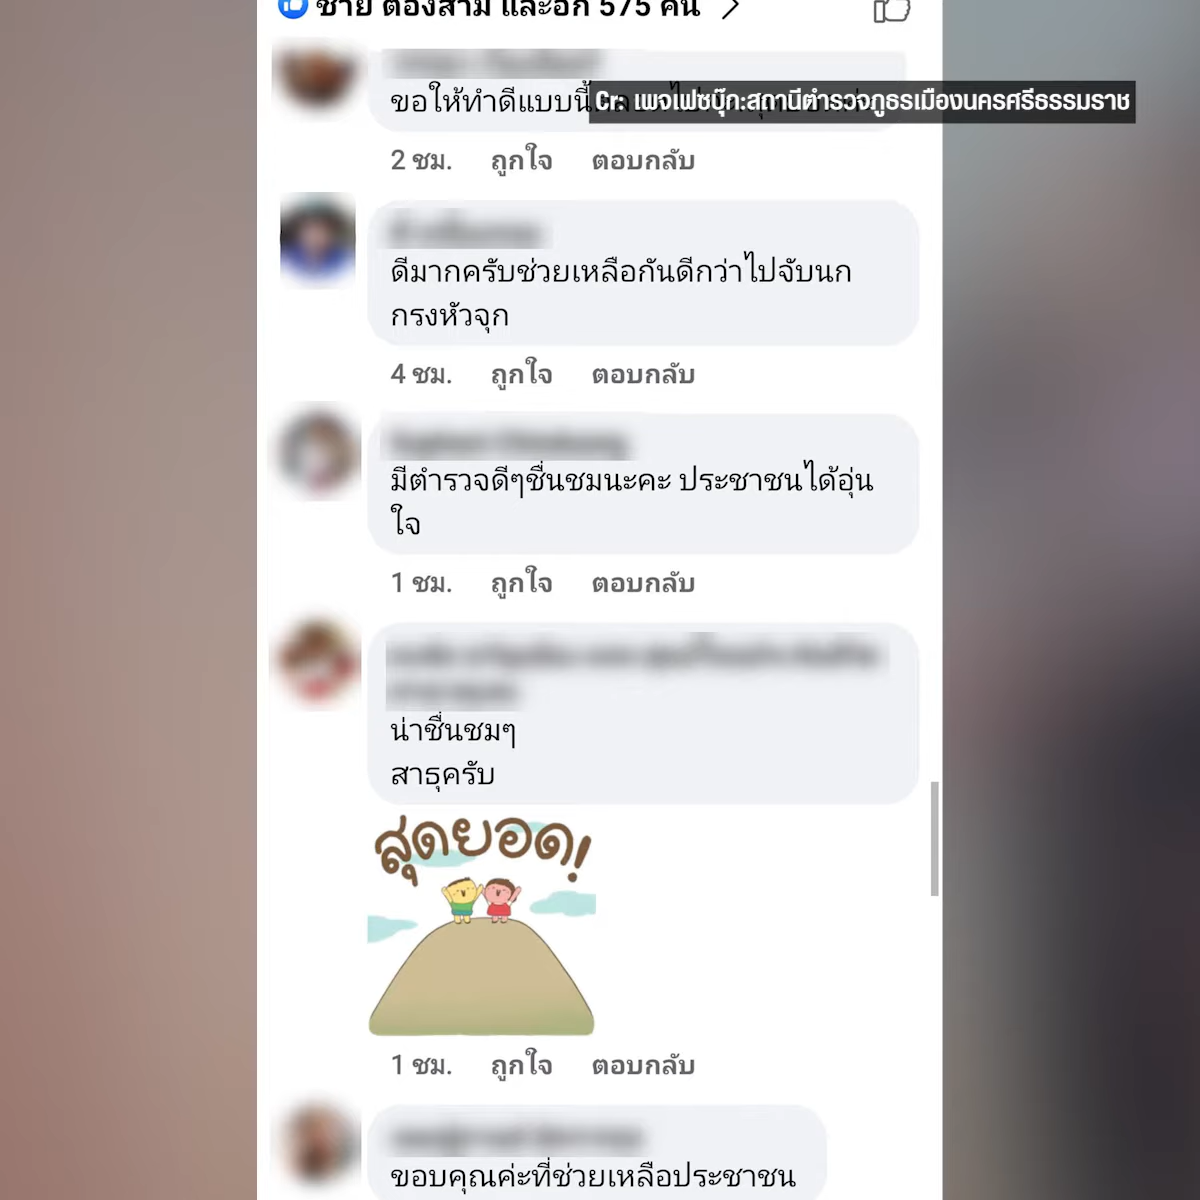 ชาย ต้องสาม และอีก 575 คน
Cr. เพจเฟซบุ๊ก:สถานีตำรวจภูธรเมืองนครศรีธรรมราช
ขอให้ทำดีแบบนี้
2 ชม. ถูกใจ ตอบกลับ
ดีมากครับช่วยเหลือกันดีกว่าไปจับนก
กรงหัวจุก
4 ชม. ถูกใจ ตอบกลับ
มีตำรวจดีๆชื่นชมนะคะ ประชาชนได้อุ่น
ใจ
1 ชม. ถูกใจ ตอบกลับ
น่าชื่นชมๆ
สาธุครับ
สุดยอด!
1 ชม. ถูกใจ ตอบกลับ
ขอบคุณค่ะที่ช่วยเหลือประชาชน